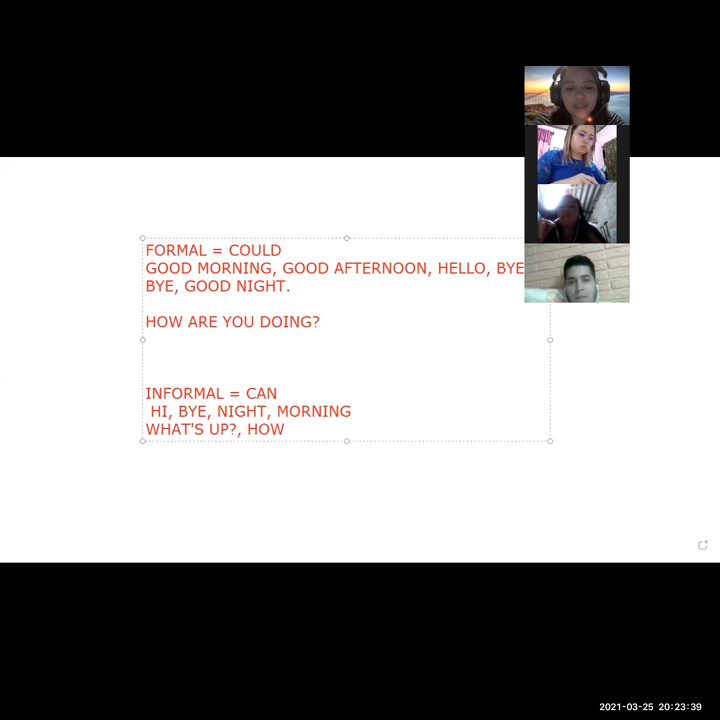 FORMAL = COULD
GOOD MORNING, GOOD AFTERNOON, HELLO, BYE
BYE, GOOD NIGHT.
HOW ARE YOU DOING?
INFORMAL = CAN
HI, BYE, NIGHT, MORNING
WHAT'S UP?, HOW
2021-03-25 20:23:39